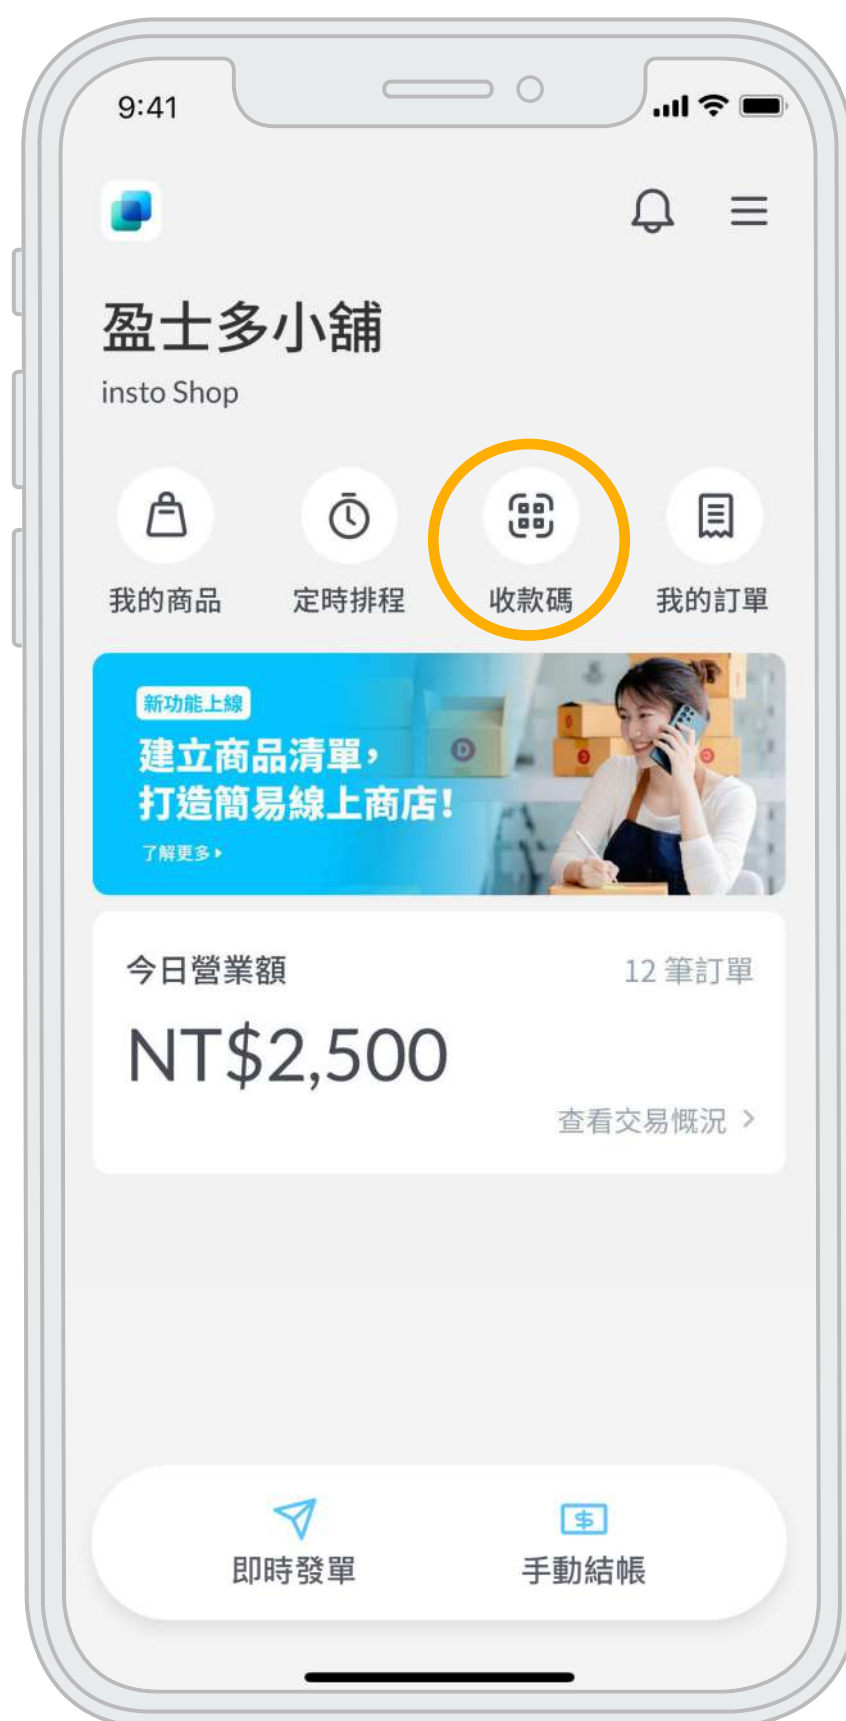 9:41
盈士多小舖
insto Shop
我的商品
定時排程
收款碼
我的訂單
新功能上線
建立商品清單，
打造簡易線上商店！
了解更多
今日營業額
12 筆訂單
NT$2,500
查看交易慨況
即時發單
手動結帳